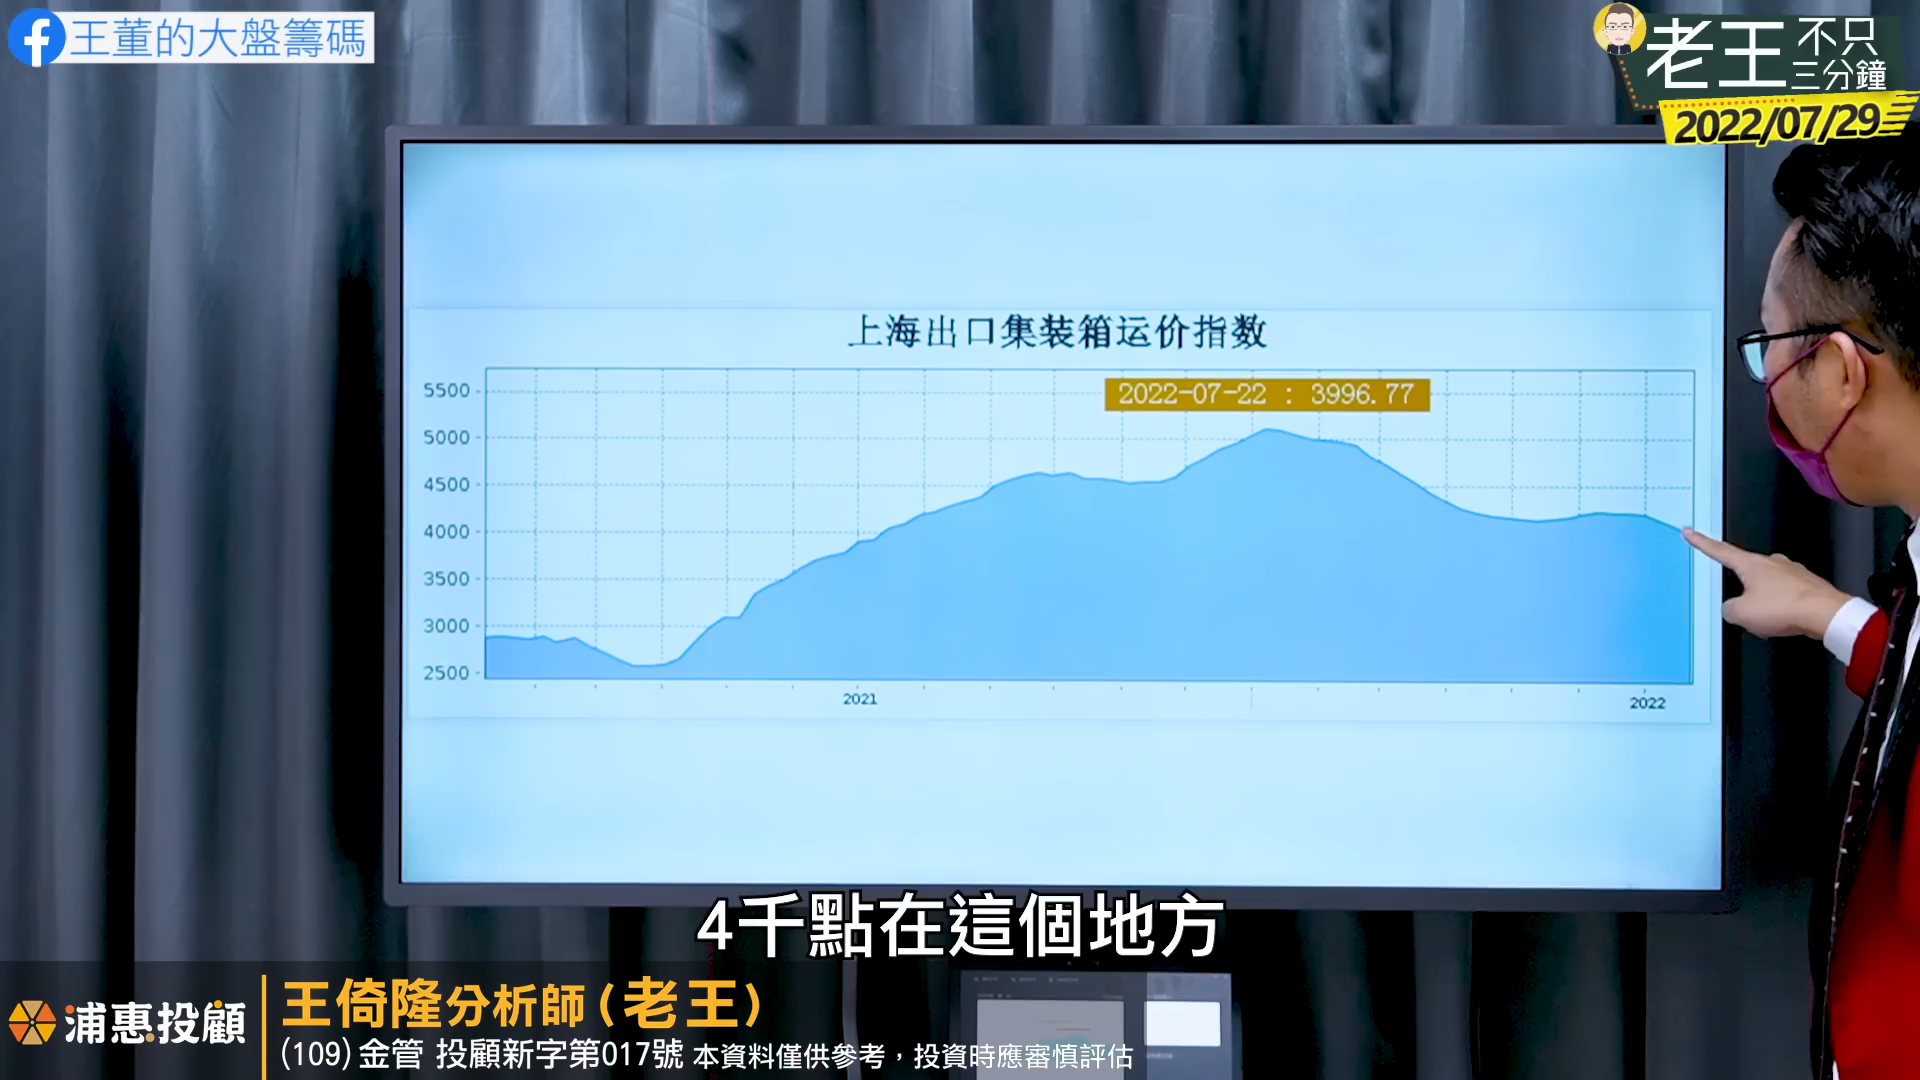 王董的大盤籌碼
老王 不只三分鐘
2022/07/29
上海出口集装箱运价指数
2022-07-22 : 3996.77
5500
5000
4500
4000
3500
3000
2500
2021
2022
4千點在這個地方
浦惠投顧
王倚隆分析師(老王)
(109)金管 投顧新字第017號 本資料僅供參考，投資時應審慎評估